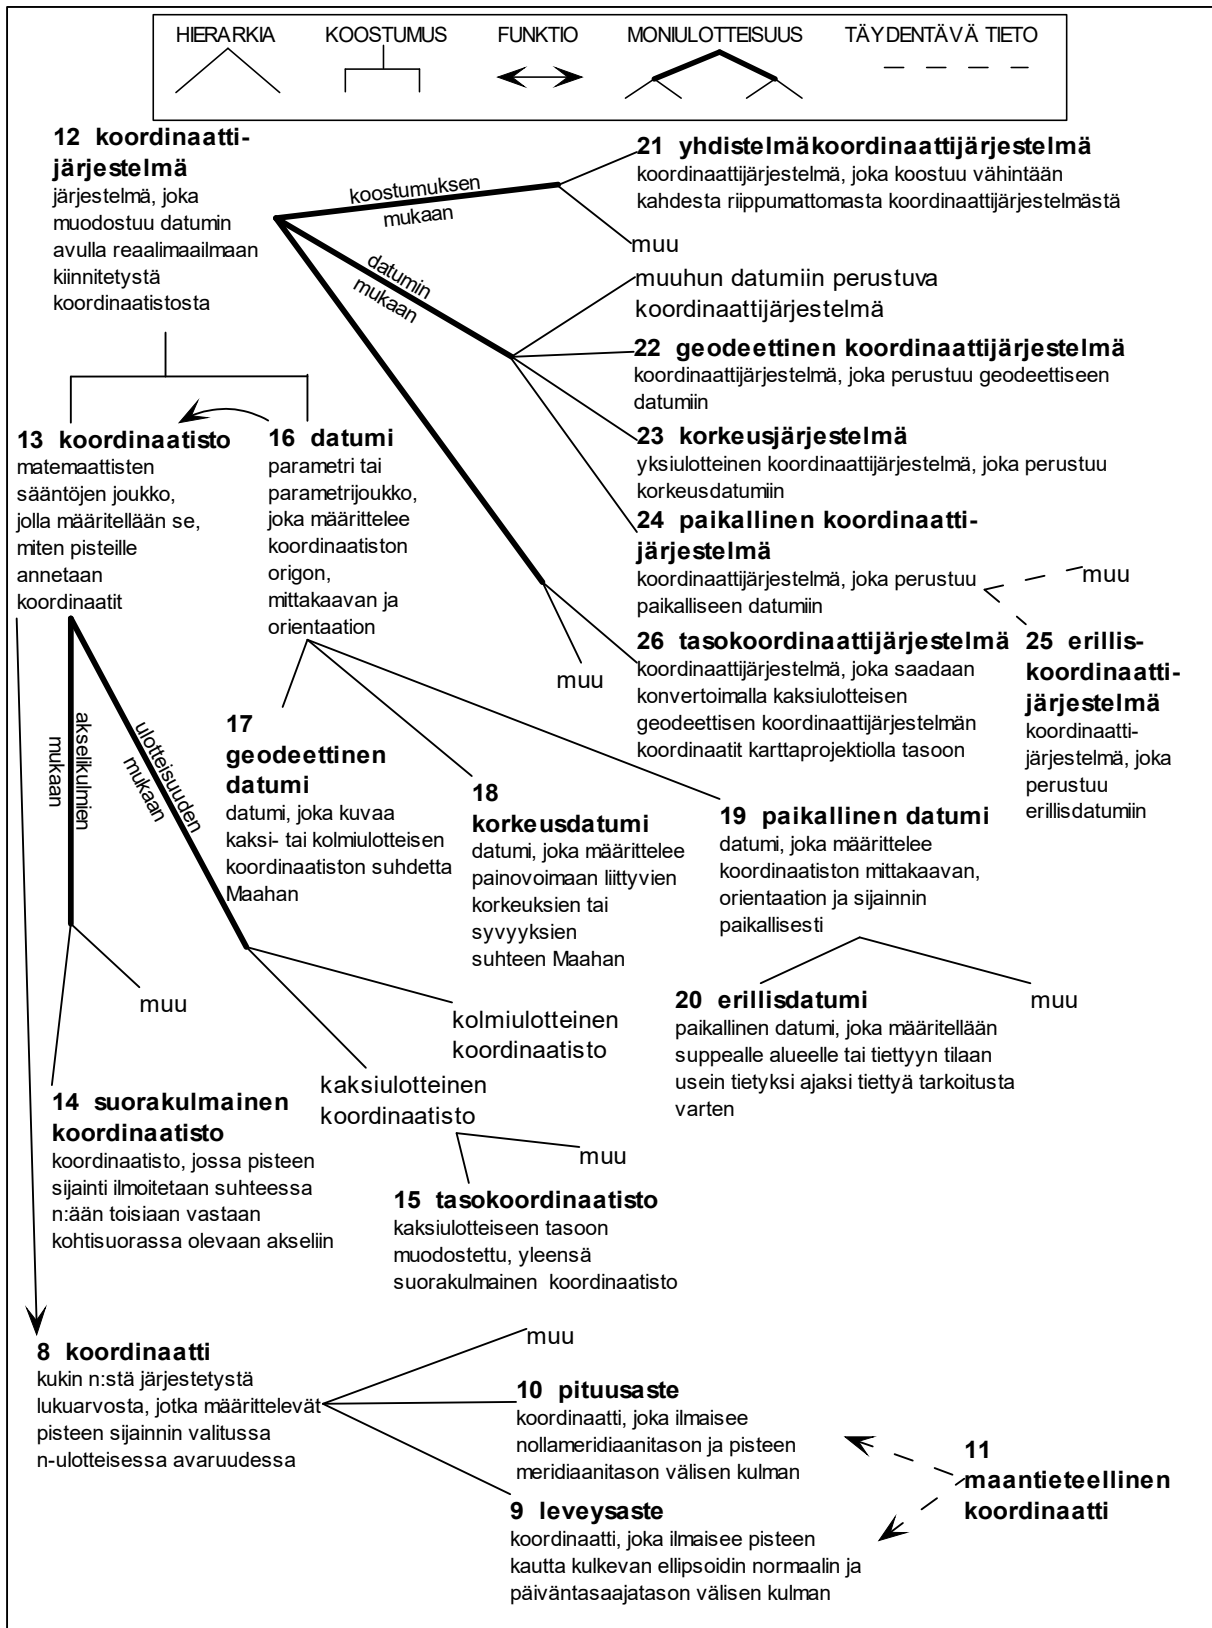 HIERARKIA
KOOSTUMUS
FUNKTIO
MONIULOTTEISUUS
TÄYDENTÄVÄ TIETO
12 koordinaatti-
järjestelmä
järjestelmä, joka
muodostuu datumin
avulla reaalimaailmaan
kiinnitetystä
koordinaatistosta
koostumuksen
mukaan
datumin
mukaan
21 yhdistelmäkoordinaattijärjestelmä
koordinaattijärjestelmä, joka koostuu vähintään
kahdesta riippumattomasta koordinaattijärjestelmästä
muu
muuhun datumiin perustuva
koordinaattijärjestelmä
22 geodeettinen koordinaattijärjestelmä
koordinaattijärjestelmä, joka perustuu geodeettiseen
datumiin
23 korkeusjärjestelmä
yksiulotteinen koordinaattijärjestelmä, joka perustuu
korkeusdatumiin
24 paikallinen koordinaatti-
järjestelmä
koordinaattijärjestelmä, joka perustuu
paikalliseen datumiin
muu
25 erillis-
koordinaatti-
järjestelmä
koordinaatti-
järjestelmä, joka
perustuu
erillisdatumiin
26 tasokoordinaattijärjestelmä
koordinaattijärjestelmä, joka saadaan
konvertoimalla kaksiulotteisen
geodeettisen koordinaattijärjestelmän
koordinaatit karttaprojektiolla tasoon
muu
13 koordinaatisto
matemaattisten
sääntöjen joukko,
jolla määritellään se,
miten pisteille
annetaan
koordinaatit
16 datumi
parametri tai
parametrijoukko,
joka määrittelee
koordinaatiston
origon,
mittakaavan ja
orientaation
akselikulmien
mukaan
ulotteisuuden
mukaan
17
geodeettinen
datumi
datumi, joka kuvaa
kaksi- tai kolmiulotteisen
koordinaatiston suhdetta
Maahan
18
korkeusdatumi
datumi, joka määrittelee
painovoimaan liittyvien
korkeuksien tai
syvyyksien
suhteen Maahan
19 paikallinen datumi
datumi, joka määrittelee
koordinaatiston mittakaavan,
orientaation ja sijainnin
paikallisesti
20 erillisdatumi
paikallinen datumi, joka määritellään
suppealle alueelle tai tiettyyn tilaan
usein tietyksi ajaksi tiettyä tarkoitusta
varten
muu
muu
kolmiulotteinen
koordinaatisto
kaksiulotteinen
koordinaatisto
14 suorakulmainen
koordinaatisto
koordinaatisto, jossa pisteen
sijainti ilmoitetaan suhteessa
n:ään toisiaan vastaan
kohtisuorassa olevaan akseliin
muu
15 tasokoordinaatisto
kaksiulotteiseen tasoon
muodostettu, yleensä
suorakulmainen koordinaatisto
8 koordinaatti
kukin n:stä järjestetystä
lukuarvosta, jotka määrittelevät
pisteen sijainnin valitussa
n-ulotteisessa avaruudessa
muu
10 pituusaste
koordinaatti, joka ilmaisee
nollameridiaanitason ja pisteen
meridiaanitason välisen kulman
9 leveysaste
koordinaatti, joka ilmaisee pisteen
kautta kulkevan ellipsoidin normaalin ja
päiväntasaajatason välisen kulman
11
maantieteellinen
koordinaatti